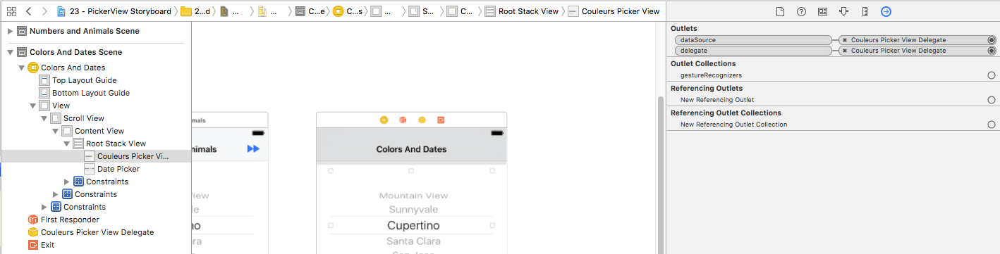 23 - PickerView Storyboard 2...d ... ... C...e C...s ... S... C... Root Stack View Couleurs Picker View
Numbers and Animals Scene
Colors And Dates Scene
Colors And Dates
Top Layout Guide
Bottom Layout Guide
View
Scroll View
Content View
Root Stack View
Couleurs Picker Vi...
Date Picker
Constraints
Constraints
Constraints
First Responder
Couleurs Picker View Delegate
Exit
imals
nimals
iew
le
no
ra
Colors And Dates
Mountain View
Sunnyvale
Cupertino
Santa Clara
San Jose
Outlets
dataSource Couleurs Picker View Delegate
delegate Couleurs Picker View Delegate
Outlet Collections
gestureRecognizers
Referencing Outlets
New Referencing Outlet
Referencing Outlet Collections
New Referencing Outlet Collection